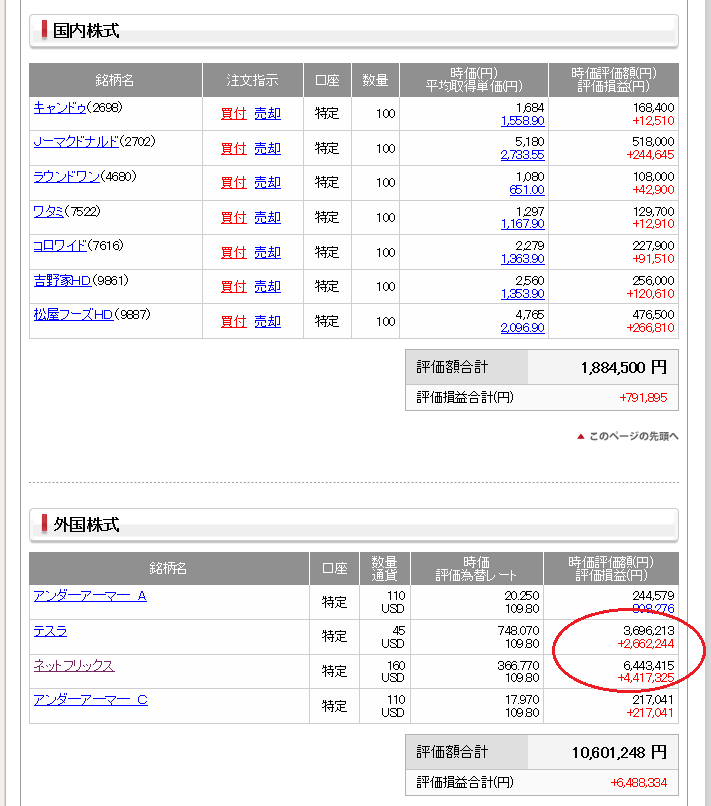 国内株式
銘柄名 注文指示 口座 数量 時価(円) 時価評価額(円)
平均取得単価(円) 評価損益(円)
キャンドゥ(2698) 買付 売却 特定 100 1,684 168,400
1,558.90 +12,510
Jーマクドナルド(2702) 買付 売却 特定 100 5,180 518,000
2,733.55 +244,645
ラウンドワン(4680) 買付 売却 特定 100 1,080 108,000
651.00 +42,900
ワタミ(7522) 買付 売却 特定 100 1,297 129,700
1,167.90 +12,910
コロワイド(7616) 買付 売却 特定 100 2,279 227,900
1,363.90 +91,510
吉野家HD(9861) 買付 売却 特定 100 2,560 256,000
1,353.90 +120,610
松屋フーズHD(9887) 買付 売却 特定 100 4,765 476,500
2,096.90 +266,810
評価額合計 1,884,500 円
評価損益合計(円) +791,895
▲ このページの先頭へ
外国株式
銘柄名 口座 数量 時価 時価評価額(円)
通貨 評価為替レート 評価損益(円)
アンダーアーマー A 特定 110 20.250 244,579
USD 109.80
テスラ 特定 45 748.070 3,696,213
USD 109.80 +2,662,244
ネットフリックス 特定 160 366.770 6,443,415
USD 109.80 +4,417,325
アンダーアーマー C 特定 110 17.970 217,041
USD 109.80 +217,041
評価額合計 10,601,248 円
評価損益合計(円) +6,488,334